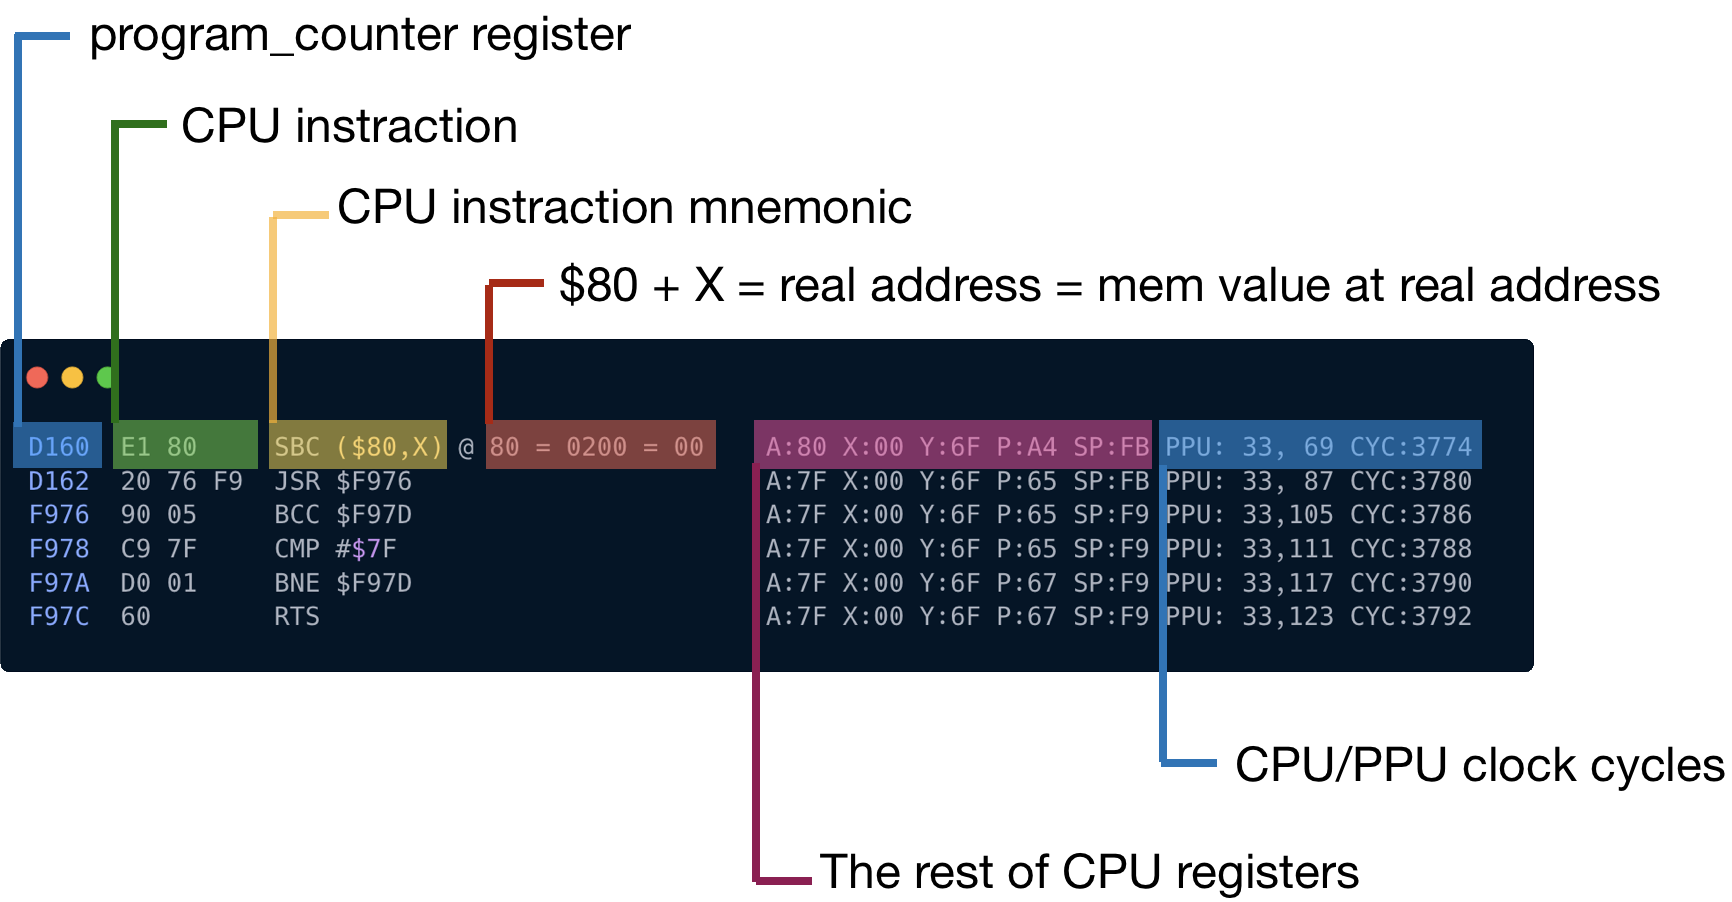 program_counter register
CPU instraction
CPU instraction mnemonic
$80 + X = real address = mem value at real address
D160 E1 80 SBC ($80,X) @ 80 = 0200 = 00 A:80 X:00 Y:6F P:A4 SP:FB PPU: 33, 69 CYC:3774
D162 20 76 F9 JSR $F976 A:7F X:00 Y:6F P:65 SP:FB PPU: 33, 87 CYC:3780
F976 90 05 BCC $F97D A:7F X:00 Y:6F P:65 SP:F9 PPU: 33,105 CYC:3786
F978 C9 7F CMP #$7F A:7F X:00 Y:6F P:65 SP:F9 PPU: 33,111 CYC:3788
F97A D0 01 BNE $F97D A:7F X:00 Y:6F P:67 SP:F9 PPU: 33,117 CYC:3790
F97C 60 RTS A:7F X:00 Y:6F P:67 SP:F9 PPU: 33,123 CYC:3792
CPU/PPU clock cycles
The rest of CPU registers